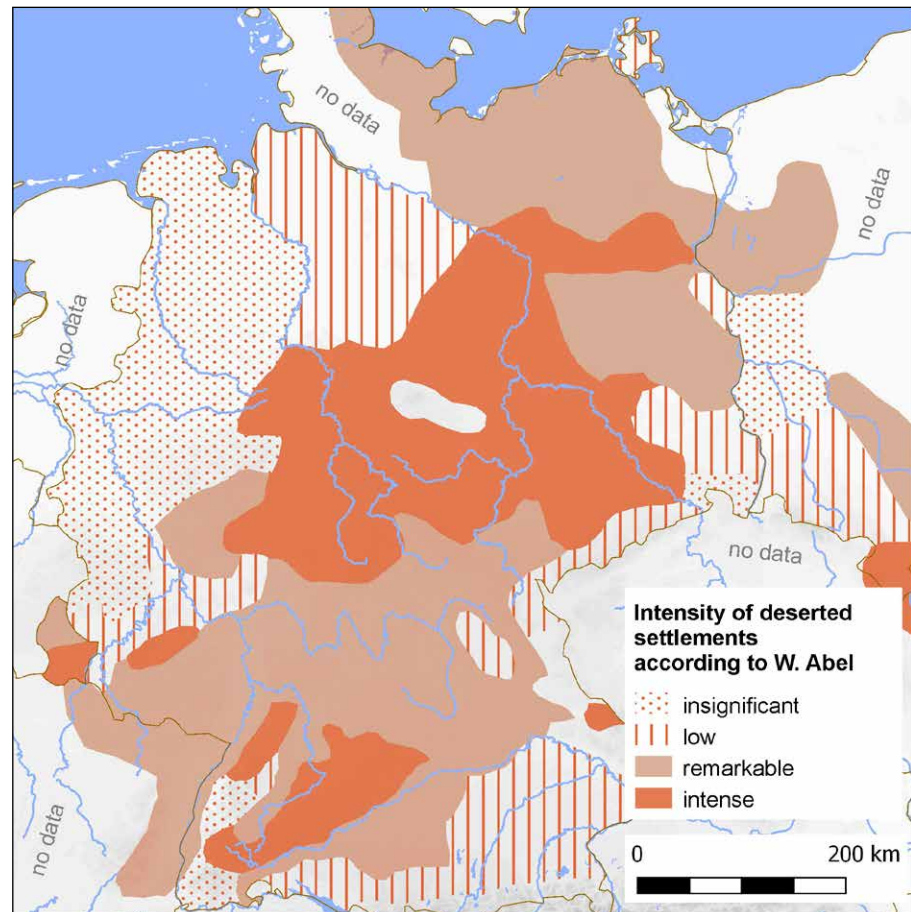 no data
no data
no data
no data
no data
Intensity of deserted
settlements
according to W. Abel
insignificant
low
remarkable
intense
0 200 km